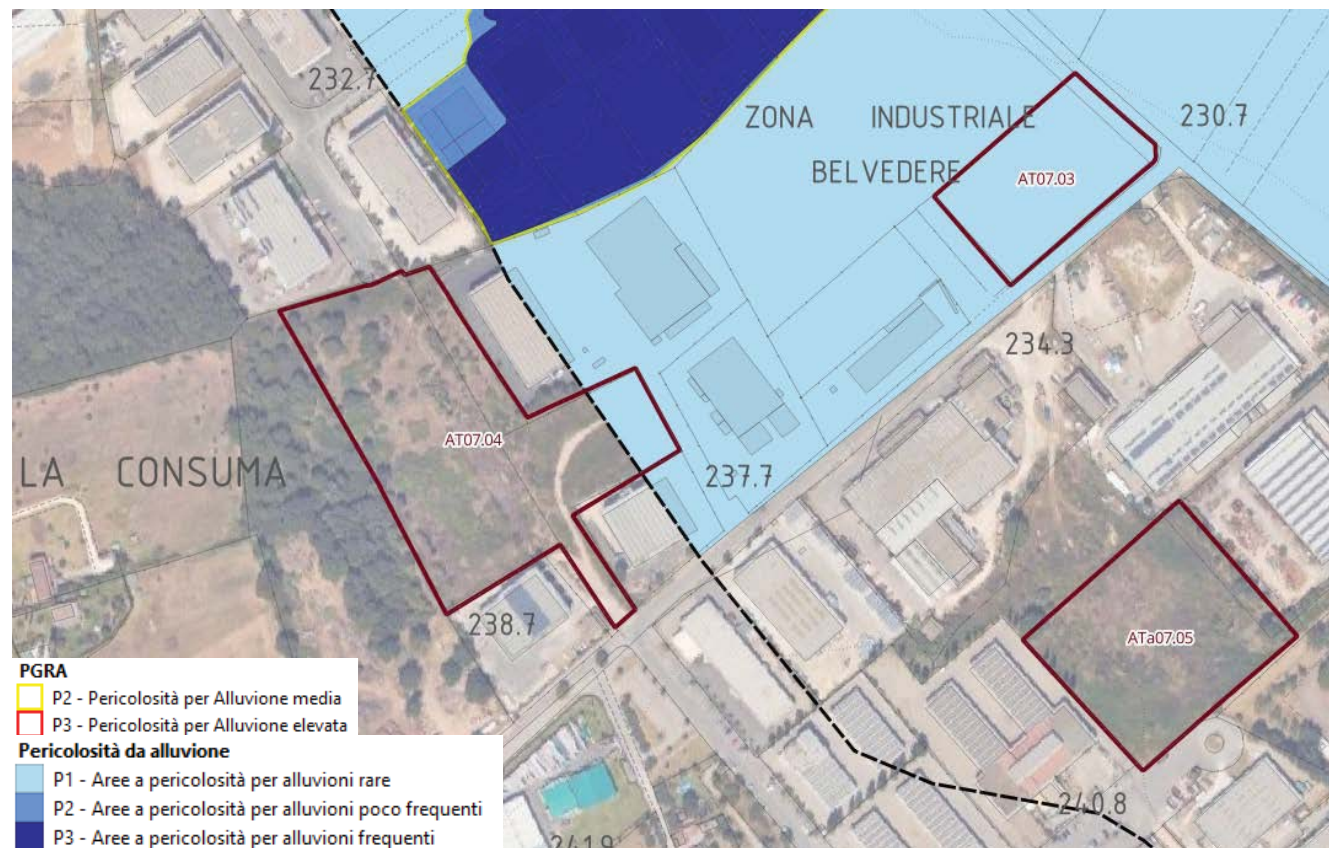 232.7
ZONA INDUSTRIALE
BELVEDERE
230.7
AT07.03
234.3
AT07.04
LA CONSUMA
237.7
238.7
ATa07.05
240.8
241.9
PGRA
P2 - Pericolosità per Alluvione media
P3 - Pericolosità per Alluvione elevata
Pericolosità da alluvione
P1 - Aree a pericolosità per alluvioni rare
P2 - Aree a pericolosità per alluvioni poco frequenti
P3 - Aree a pericolosità per alluvioni frequenti